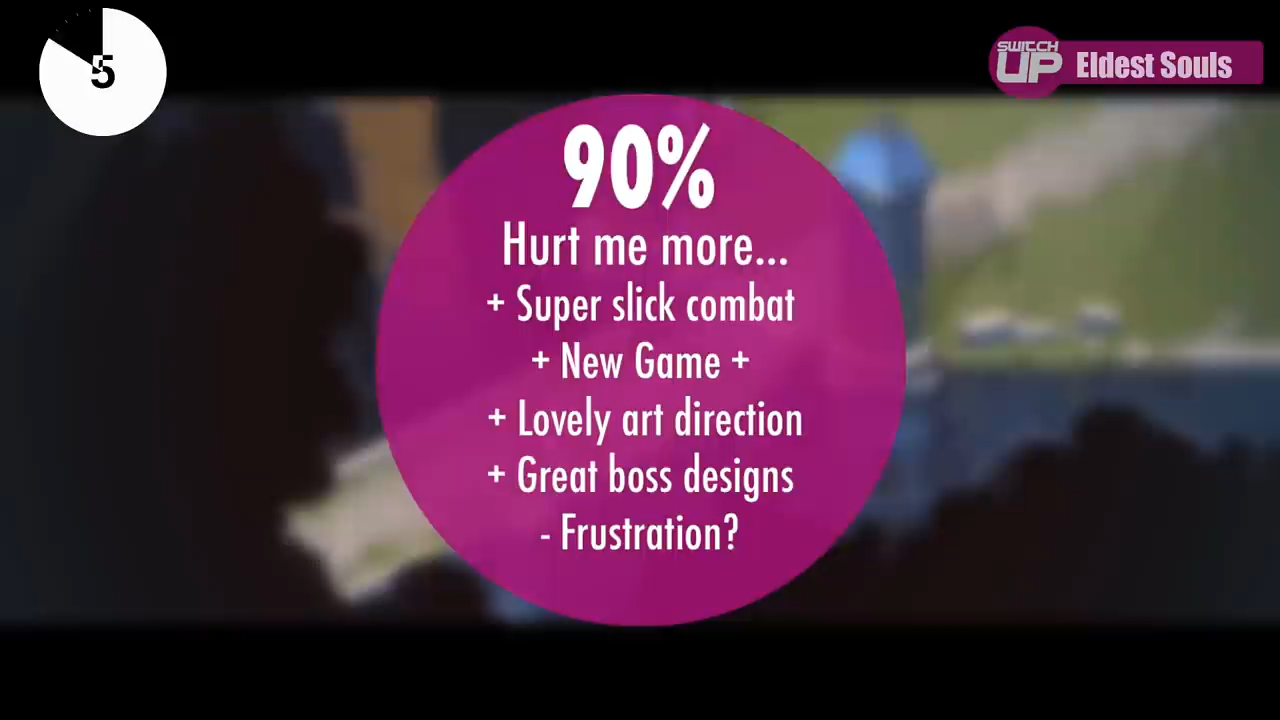 5
SWITCH
UP
Eldest Souls
90%
Hurt me more...
+ Super slick combat
+ New Game +
+ Lovely art direction
+ Great boss designs
- Frustration?